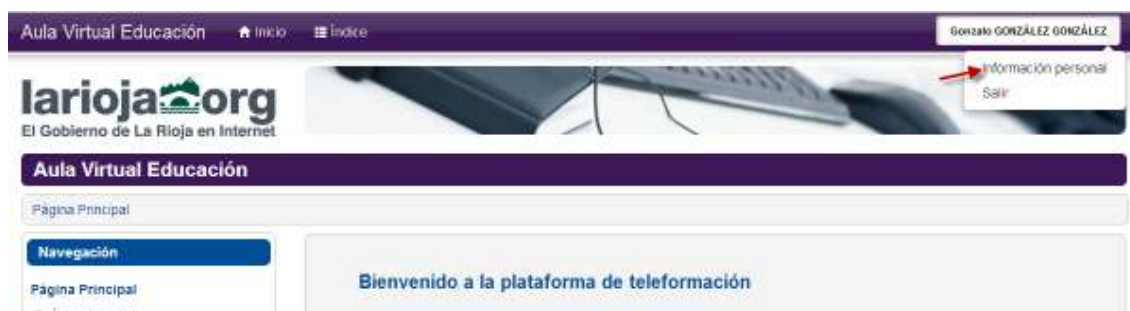 Aula Virtual Educación Inicio Índice Gonzalo GONZÁLEZ GONZÁLEZ
Información personal
Salir
larioja org
El Gobierno de La Rioja en Internet
Aula Virtual Educación
Página Principal
Navegación
Página Principal
Bienvenido a la plataforma de teleformación